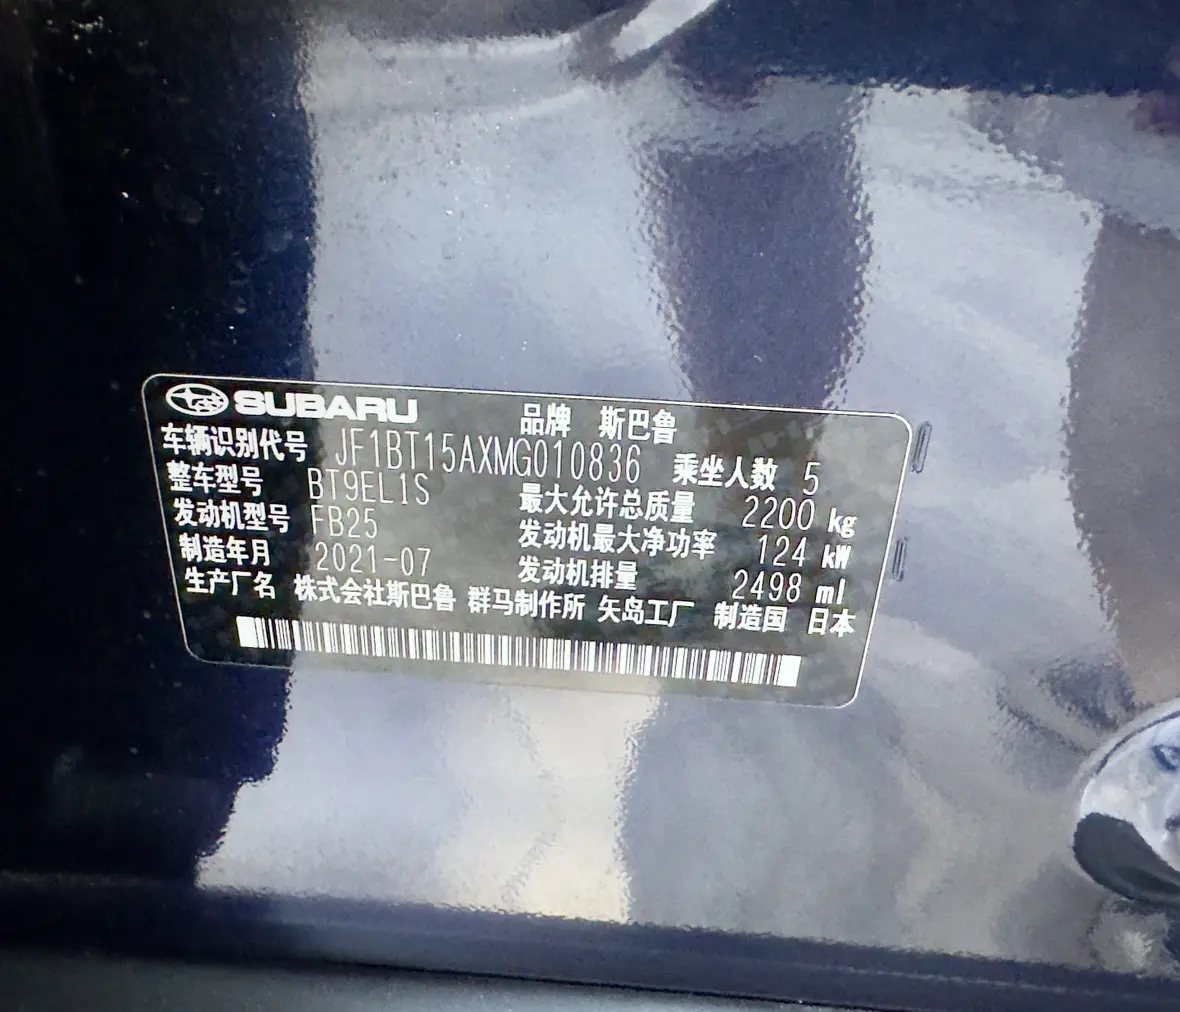 SUBARU 品牌 斯巴鲁
车辆识别代号 JF1BT15AXMG010836 乘坐人数 5
整车型号 BT9EL1S 最大允许总质量 2200 kg
发动机型号 FB25 发动机最大净功率 124 kW
制造年月 2021-07 发动机排量 2498 ml
生产厂名 株式会社斯巴鲁 群马制作所 矢岛工厂 制造国 日本